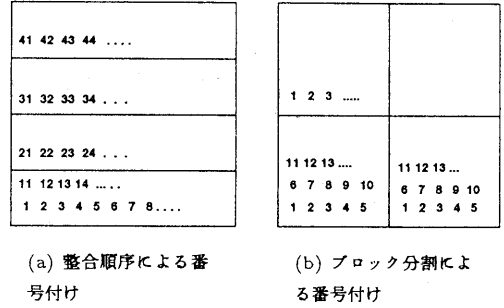 41 42 43 44 ....
31 32 33 34 . . .
21 22 23 24 . . .
11 12 13 14 .... .
1 2 3 4 5 6 7 8....
(a) 整合順序による番
号付け
1 2 3 .....
11 12 13 ....
6 7 8 9 10
1 2 3 4 5
11 12 13 ...
6 7 8 9 10
1 2 3 4 5
(b) ブロック分割によ
る番号付け